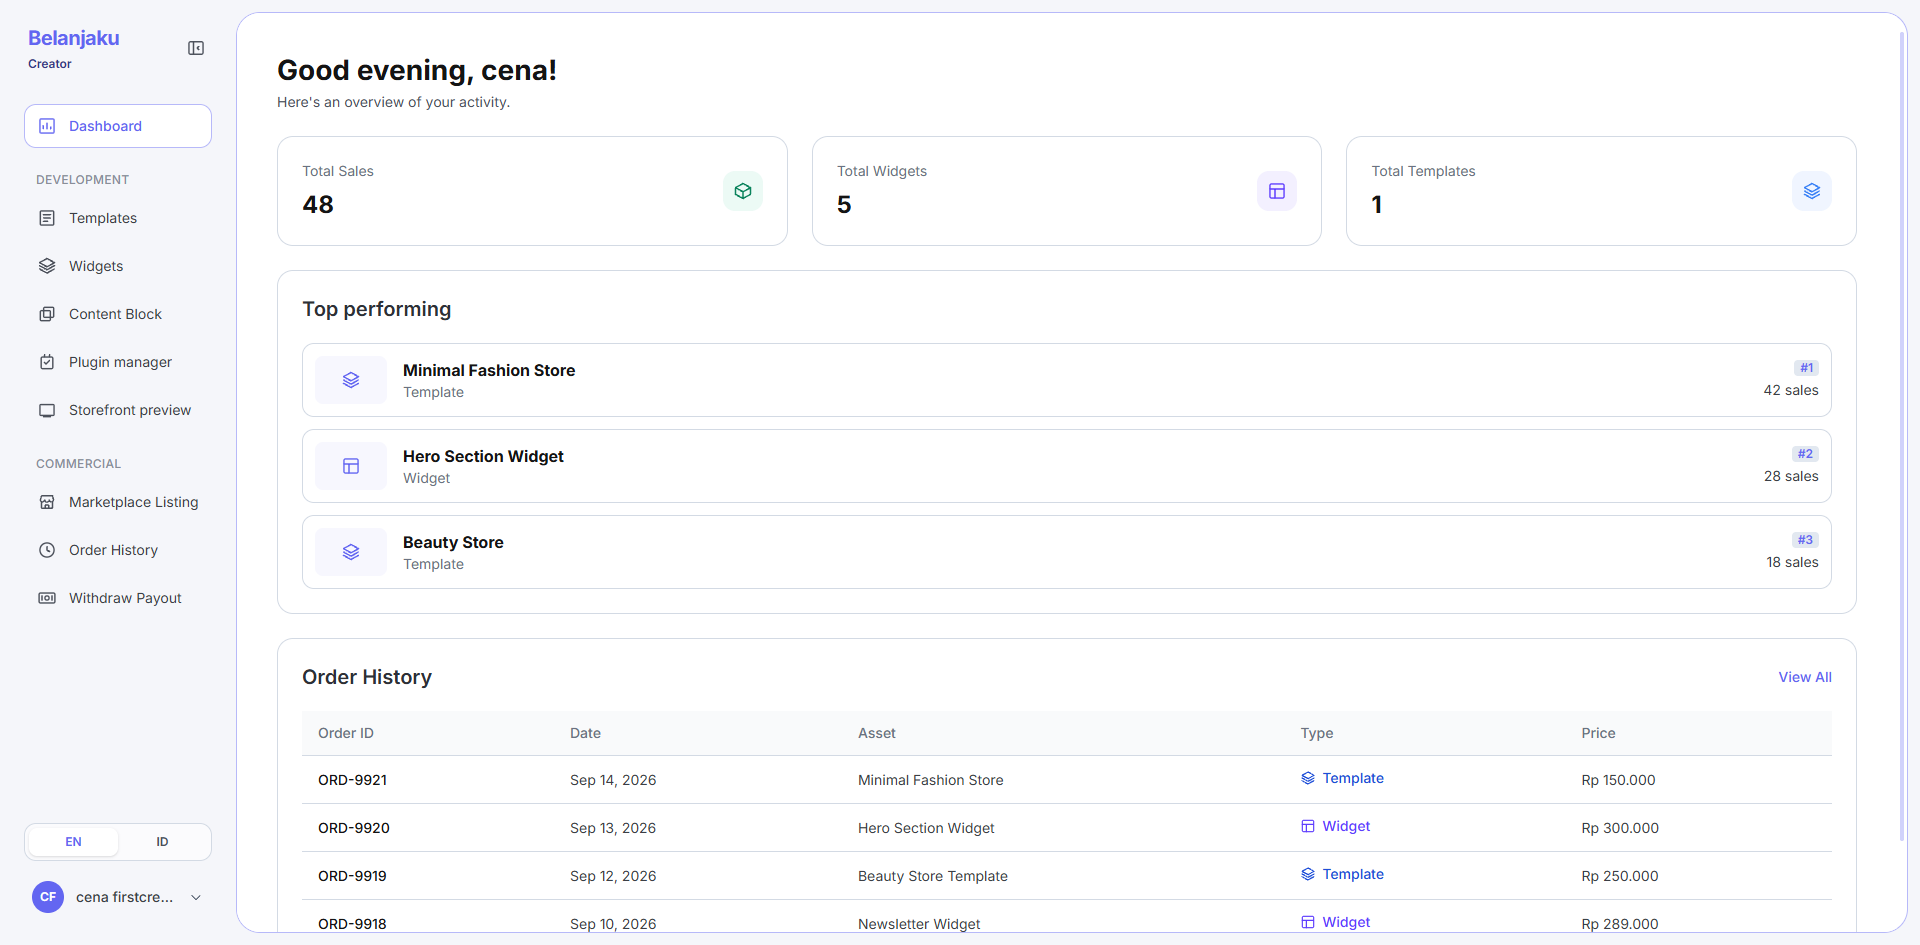 Belanjaku
Creator
Dashboard
DEVELOPMENT
Templates
Widgets
Content Block
Plugin manager
Storefront preview
COMMERCIAL
Marketplace Listing
Order History
Withdraw Payout
EN ID
CF cena firstcre...
Good evening, cena!
Here's an overview of your activity.
Total Sales
48
Total Widgets
5
Total Templates
1
Top performing
Minimal Fashion Store
Template
#1
42 sales
Hero Section Widget
Widget
#2
28 sales
Beauty Store
Template
#3
18 sales
Order History View All
Order ID Date Asset Type Price
ORD-9921 Sep 14, 2026 Minimal Fashion Store Template Rp 150.000
ORD-9920 Sep 13, 2026 Hero Section Widget Widget Rp 300.000
ORD-9919 Sep 12, 2026 Beauty Store Template Template Rp 250.000
ORD-9918 Sep 10, 2026 Newsletter Widget Widget Rp 289.000